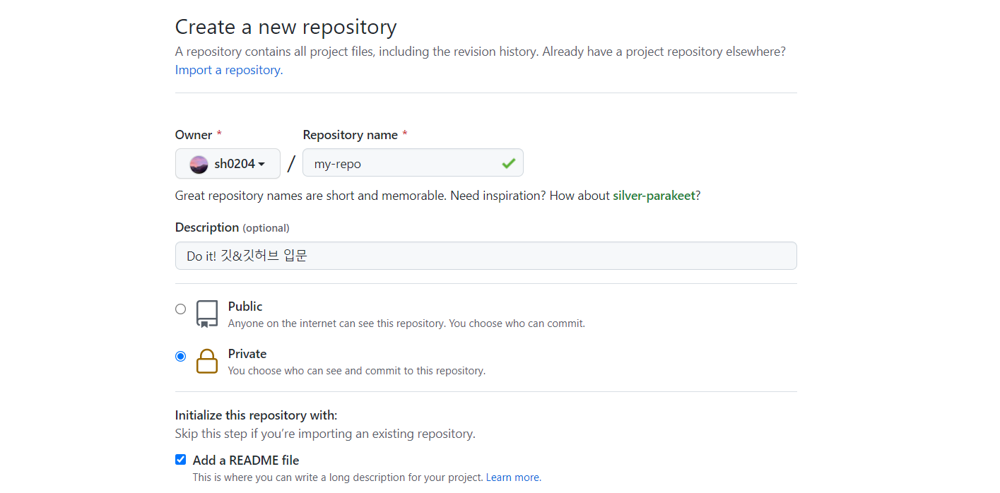 Create a new repository
A repository contains all project files, including the revision history. Already have a project repository elsewhere?
Import a repository.
Owner * Repository name *
sh0204 / my-repo
Great repository names are short and memorable. Need inspiration? How about silver-parakeet?
Description (optional)
Do it! 깃&깃허브 입문
Public
Anyone on the internet can see this repository. You choose who can commit.
Private
You choose who can see and commit to this repository.
Initialize this repository with:
Skip this step if you’re importing an existing repository.
Add a README file
This is where you can write a long description for your project. Learn more.